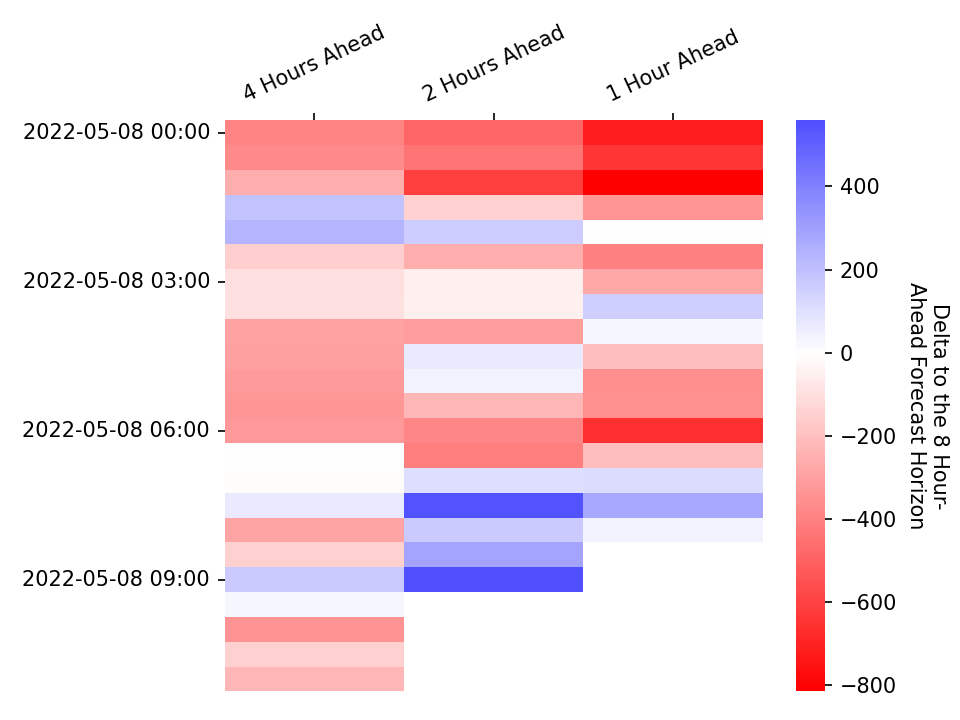 4 Hours Ahead
2 Hours Ahead
1 Hour Ahead
2022-05-08 00:00
2022-05-08 03:00
2022-05-08 06:00
2022-05-08 09:00
400
200
0
−200
−400
−600
−800
Delta to the 8 Hour-
Ahead Forecast Horizon